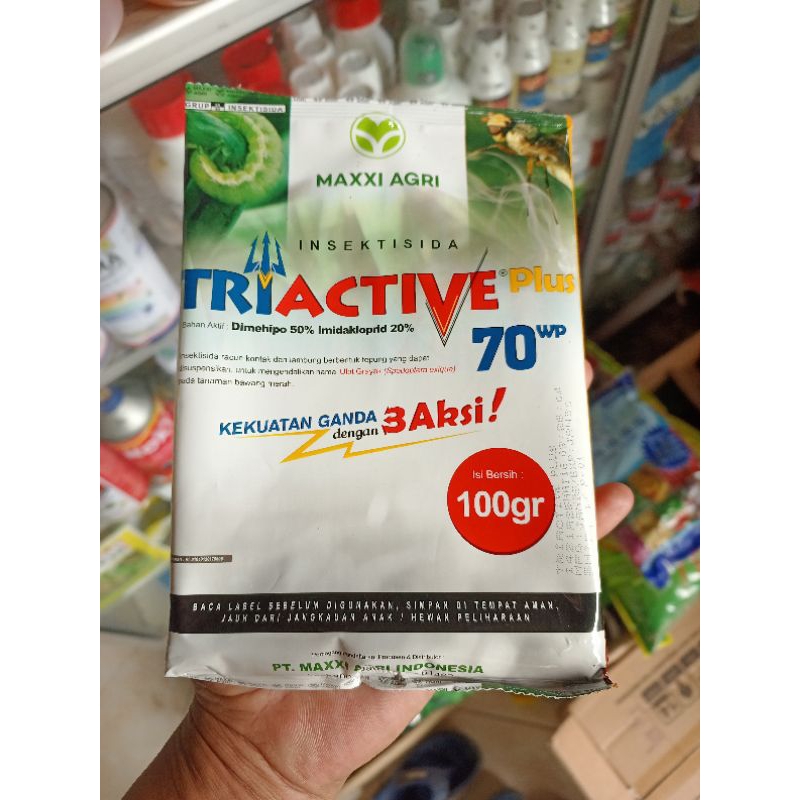 INSEKTISIDA
MAXXI AGRI
INSEKTISIDA
TRIACTIVE® Plus
Bahan Aktif : Dimehipo 50% Imidakloprid 20%
70 WP
Insektisida racun kontak dan lambung berbentuk tepung yang dapat
disuspensikan, untuk mengendalikan hama Ulat Grayak (Spodoptera exigua)
pada tanaman bawang merah.
KEKUATAN GANDA
dengan 3 Aksi!
Isi Bersih :
100gr
BACA LABEL SEBELUM DIGUNAKAN, SIMPAN DI TEMPAT AMAN,
JAUH DARI JANGKAUAN ANAK / HEWAN PELIHARAAN
PT. MAXXI AGRI INDONESIA